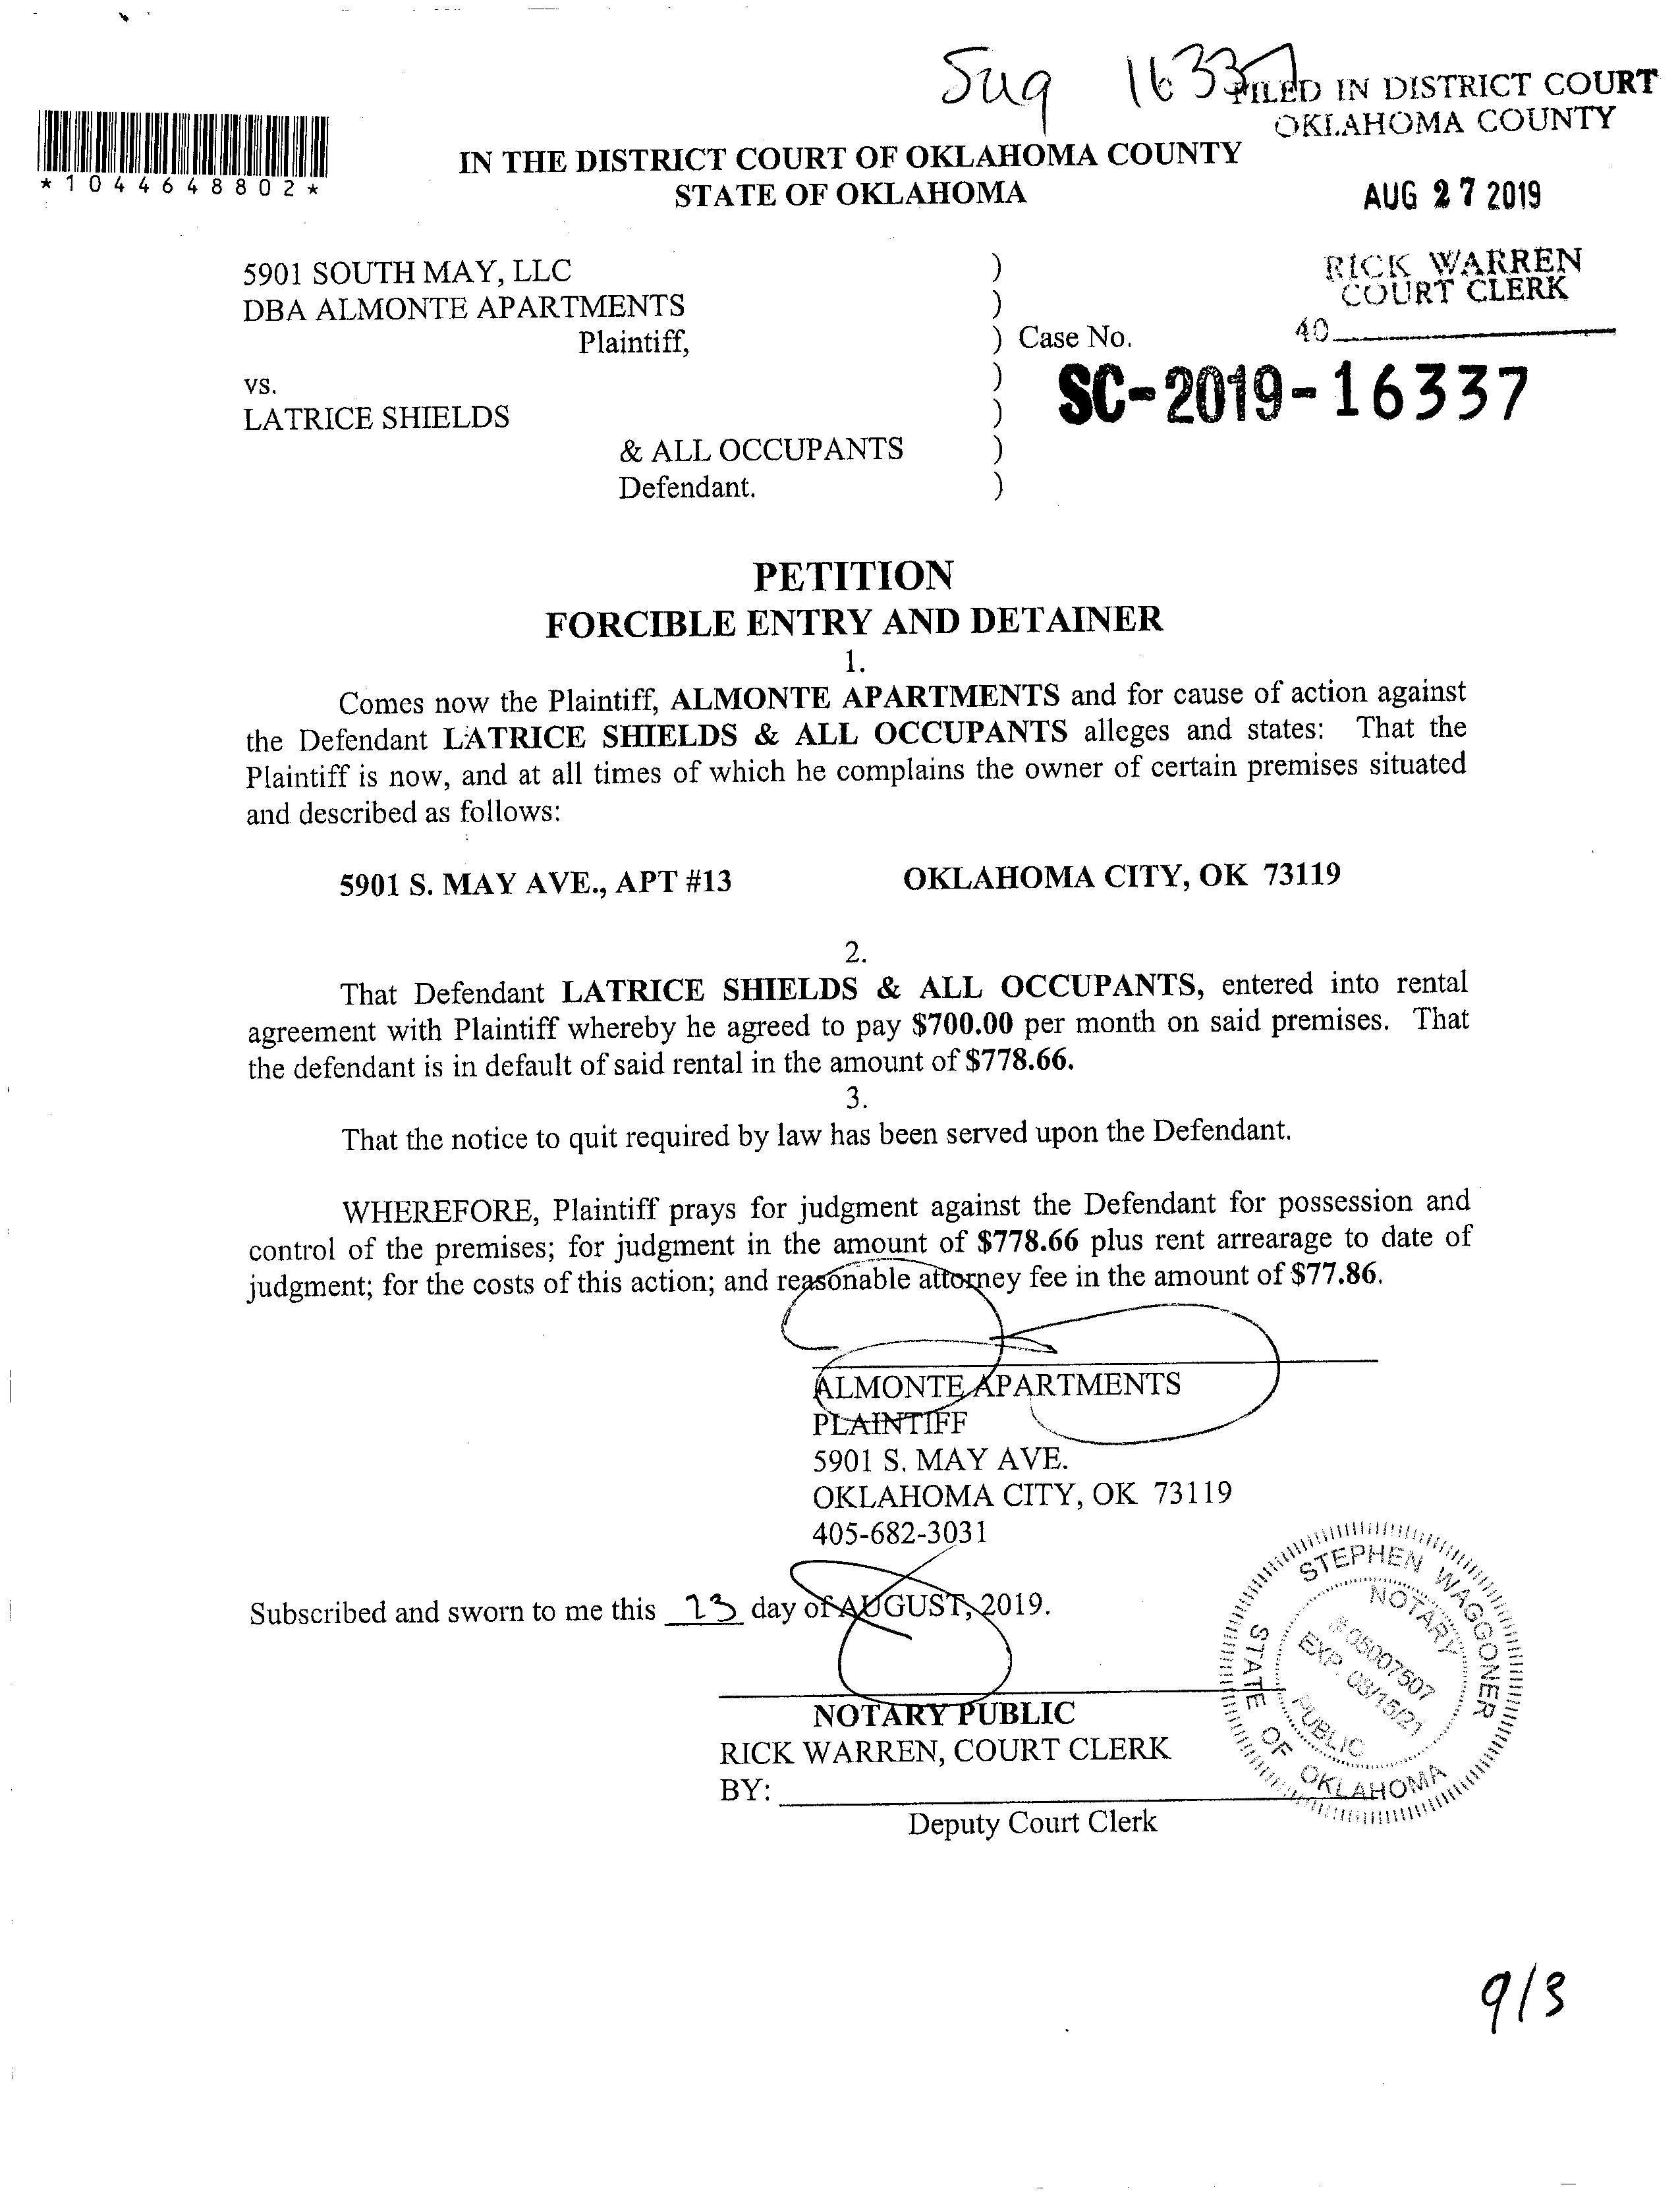 16337
FILED IN DISTRICT COURT
OKLAHOMA COUNTY
*1044648802*
IN THE DISTRICT COURT OF OKLAHOMA COUNTY
STATE OF OKLAHOMA
AUG 27 2019
RICK WARREN
COURT CLERK
40
5901 SOUTH MAY, LLC )
DBA ALMONTE APARTMENTS )
Plaintiff, ) Case No.
vs. )
SC-2019-16337
LATRICE SHIELDS )
& ALL OCCUPANTS )
Defendant. )
PETITION
FORCIBLE ENTRY AND DETAINER
1.
Comes now the Plaintiff, ALMONTE APARTMENTS and for cause of action against
the Defendant LATRICE SHIELDS & ALL OCCUPANTS alleges and states: That the
Plaintiff is now, and at all times of which he complains the owner of certain premises situated
and described as follows:
5901 S. MAY AVE., APT #13 OKLAHOMA CITY, OK 73119
2.
That Defendant LATRICE SHIELDS & ALL OCCUPANTS, entered into rental
agreement with Plaintiff whereby he agreed to pay $700.00 per month on said premises. That
the defendant is in default of said rental in the amount of $778.66.
3.
That the notice to quit required by law has been served upon the Defendant.
WHEREFORE, Plaintiff prays for judgment against the Defendant for possession and
control of the premises; for judgment in the amount of $778.66 plus rent arrearage to date of
judgment; for the costs of this action; and reasonable attorney fee in the amount of $77.86.
ALMONTE APARTMENTS
PLAINTIFF
5901 S. MAY AVE.
OKLAHOMA CITY, OK 73119
405-682-3031
Subscribed and sworn to me this 23 day of AUGUST, 2019.
NOTARY PUBLIC
RICK WARREN, COURT CLERK
BY:
Deputy Court Clerk
STEPHEN WAGGONER
NOTARY
# 05007507
EXP. 08/15/21
PUBLIC
STATE OF OKLAHOMA
9/3